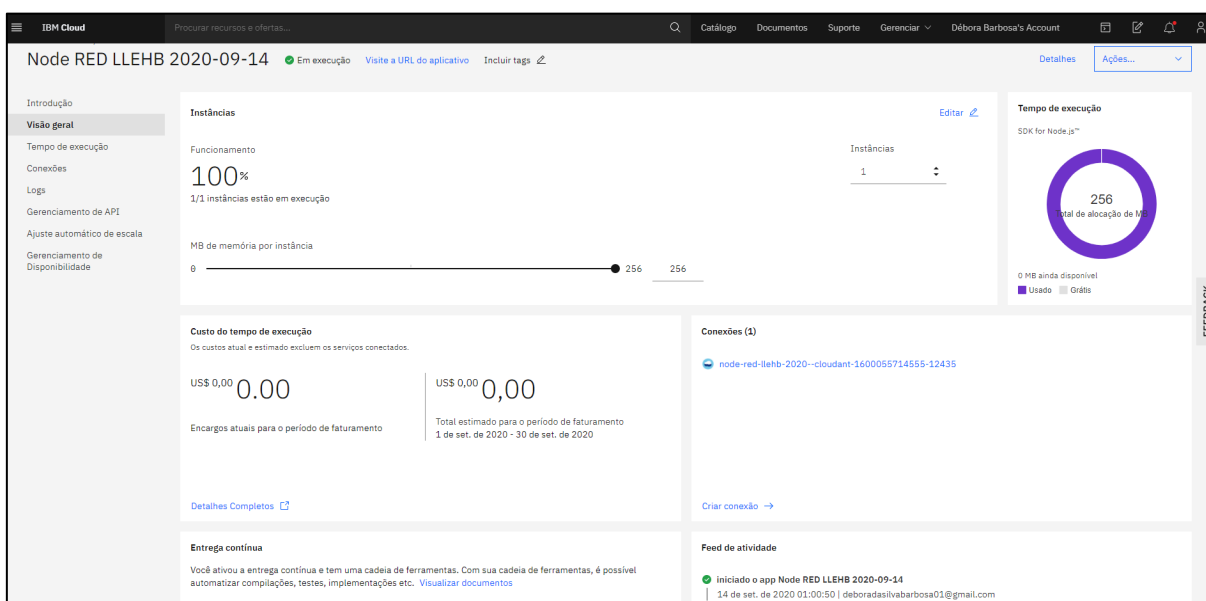 IBM Cloud
Procurar recursos e ofertas...
Catálogo
Documentos
Suporte
Gerenciar
Débora Barbosa's Account
Node RED LLEHB 2020-09-14
Em execução
Visite a URL do aplicativo
Incluir tags
Detalhes
Ações...
Introdução
Visão geral
Tempo de execução
Conexões
Logs
Gerenciamento de API
Ajuste automático de escala
Gerenciamento de
Disponibilidade
Instâncias
Editar
Funcionamento
100%
1/1 instâncias estão em execução
Instâncias
1
MB de memória por instância
0
256
256
Tempo de execução
SDK for Node.js™
256
Total de alocação de MB
0 MB ainda disponível
Usado
Grátis
FEEDBACK
Custo do tempo de execução
Os custos atual e estimado excluem os serviços conectados.
US$ 0,00 0.00
Encargos atuais para o período de faturamento
US$ 0,00 0,00
Total estimado para o período de faturamento
1 de set. de 2020 - 30 de set. de 2020
Detalhes Completos
Conexões (1)
node-red-llehb-2020--cloudant-1600055714555-12435
Criar conexão
Entrega contínua
Você ativou a entrega contínua e tem uma cadeia de ferramentas. Com sua cadeia de ferramentas, é possível
automatizar compilações, testes, implementações etc. Visualizar documentos
Feed de atividade
iniciado o app Node RED LLEHB 2020-09-14
14 de set. de 2020 01:00:50 | deboradasilvabarbosa01@gmail.com